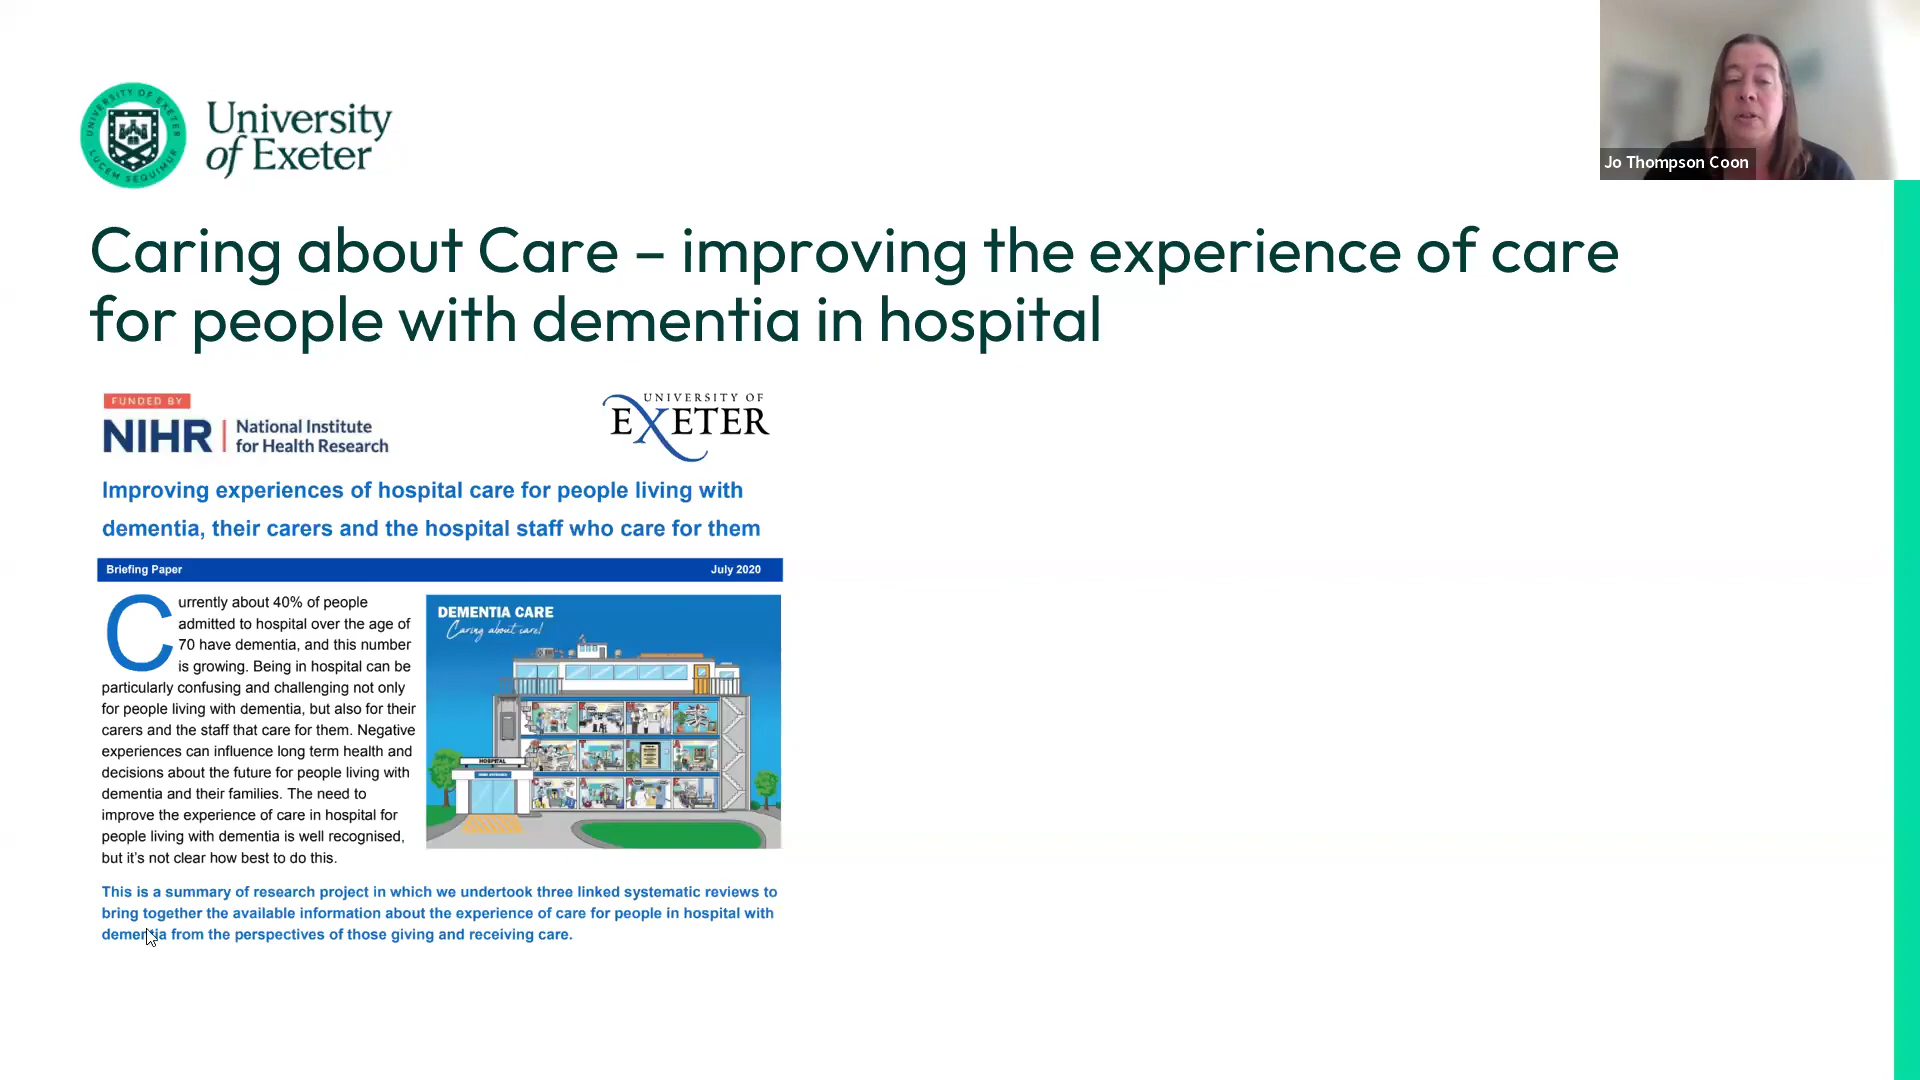 UNIVERSITY OF EXETER
LUCEM SEQUIMUR
University
of Exeter
Jo Thompson Coon
Caring about Care – improving the experience of care
for people with dementia in hospital
FUNDED BY
NIHR | National Institute
for Health Research
UNIVERSITY OF
EXETER
Improving experiences of hospital care for people living with
dementia, their carers and the hospital staff who care for them
Briefing Paper July 2020
Currently about 40% of people
admitted to hospital over the age of
70 have dementia, and this number
is growing. Being in hospital can be
particularly confusing and challenging not only
for people living with dementia, but also for their
carers and the staff that care for them. Negative
experiences can influence long term health and
decisions about the future for people living with
dementia and their families. The need to
improve the experience of care in hospital for
people living with dementia is well recognised,
but it's not clear how best to do this.
DEMENTIA CARE
Caring about care!
HOSPITAL
This is a summary of research project in which we undertook three linked systematic reviews to
bring together the available information about the experience of care for people in hospital with
dementia from the perspectives of those giving and receiving care.